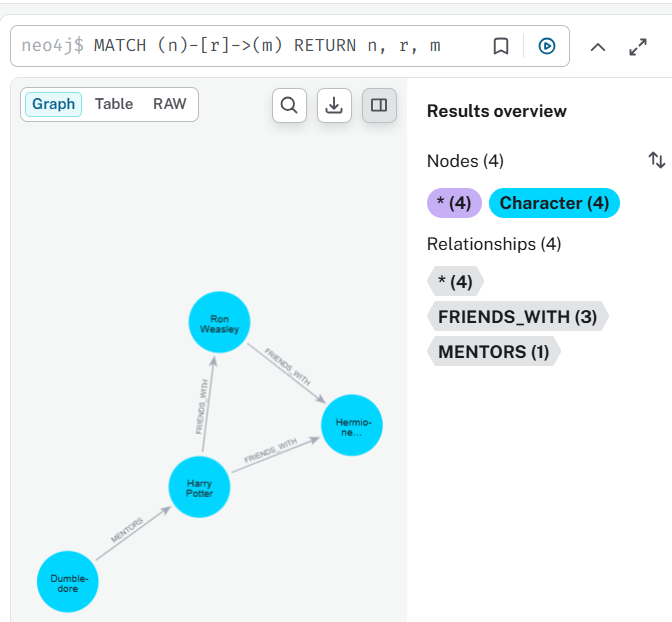 neo4j$ MATCH (n)-[r]->(m) RETURN n, r, m
Graph Table RAW
Results overview
Nodes (4)
* (4) Character (4)
Relationships (4)
* (4)
FRIENDS_WITH (3)
MENTORS (1)
Ron
Weasley
FRIENDS_WITH
FRIENDS_WITH
Hermio-
ne...
FRIENDS_WITH
Harry
Potter
MENTORS
Dumble-
dore